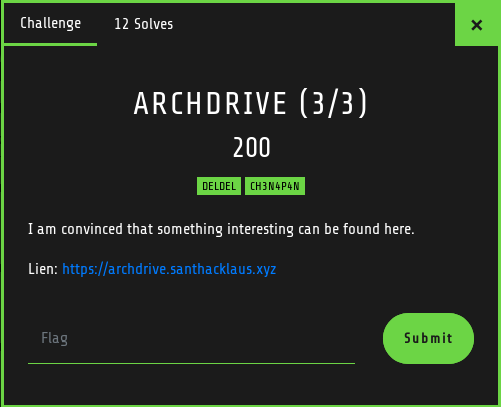 Challenge
12 Solves
×
ARCHDRIVE (3/3)
200
DELDEL CH3N4P4N
I am convinced that something interesting can be found here.
Lien: https://archdrive.santhacklaus.xyz
Flag
Submit